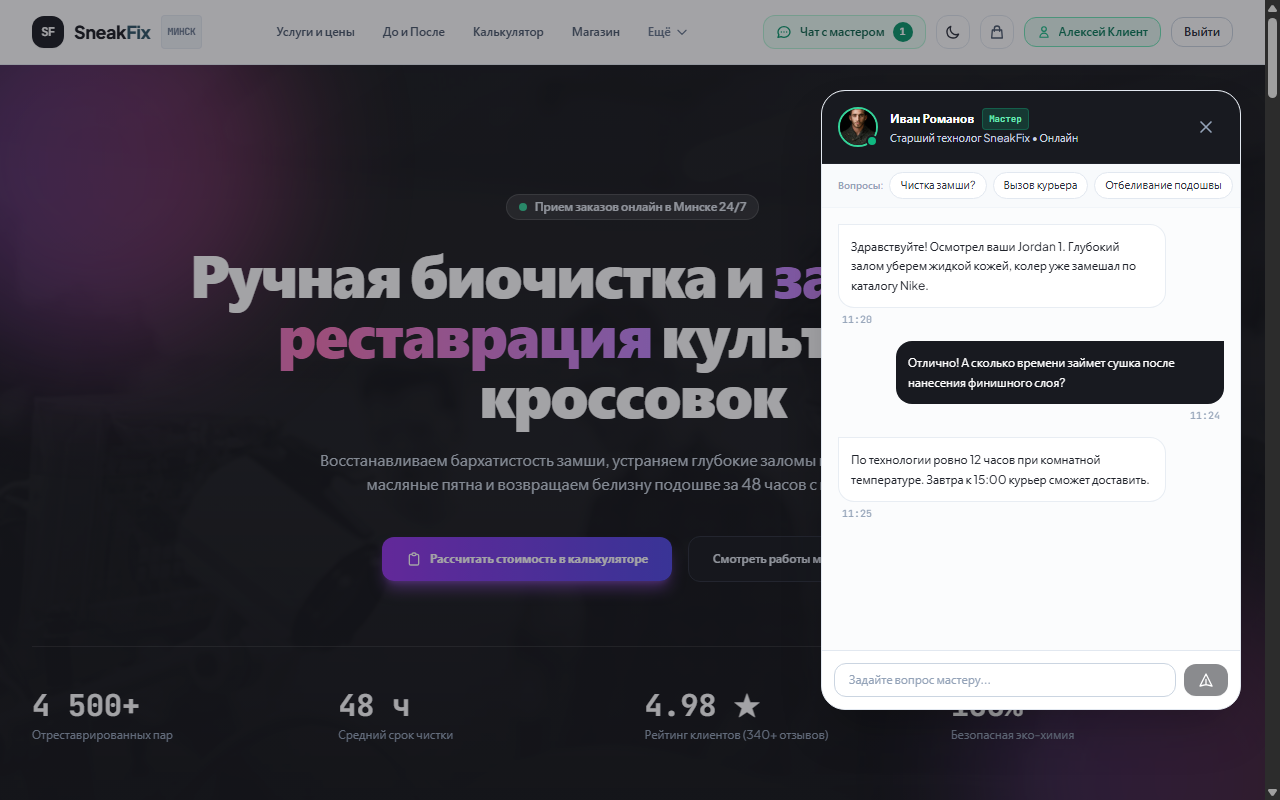 SF SneakFix МИНСК Услуги и цены До и После Калькулятор Магазин Ещё Чат с мастером 1 Алексей Клиент Выйти
Прием заказов онлайн в Минске 24/7
Ручная биочистка и за
реставрация культ
кроссовок
Восстанавливаем бархатистость замши, устраняем глубокие заломы
масляные пятна и возвращаем белизну подошве за 48 часов с
Рассчитать стоимость в калькуляторе
Смотреть работы м
4 500+
Отреставрированных пар
48 ч
Средний срок чистки
4.98 ★
Рейтинг клиентов (340+ отзывов)
100%
Безопасная эко-химия
Иван Романов Мастер
Старший технолог SneakFix • Онлайн
Вопросы: Чистка замши? Вызов курьера Отбеливание подошвы
Здравствуйте! Осмотрел ваши Jordan 1. Глубокий
залом уберем жидкой кожей, колер уже замешал по
каталогу Nike.
11:20
Отлично! А сколько времени займет сушка после
нанесения финишного слоя?
11:24
По технологии ровно 12 часов при комнатной
температуре. Завтра к 15:00 курьер сможет доставить.
11:25
Задайте вопрос мастеру...